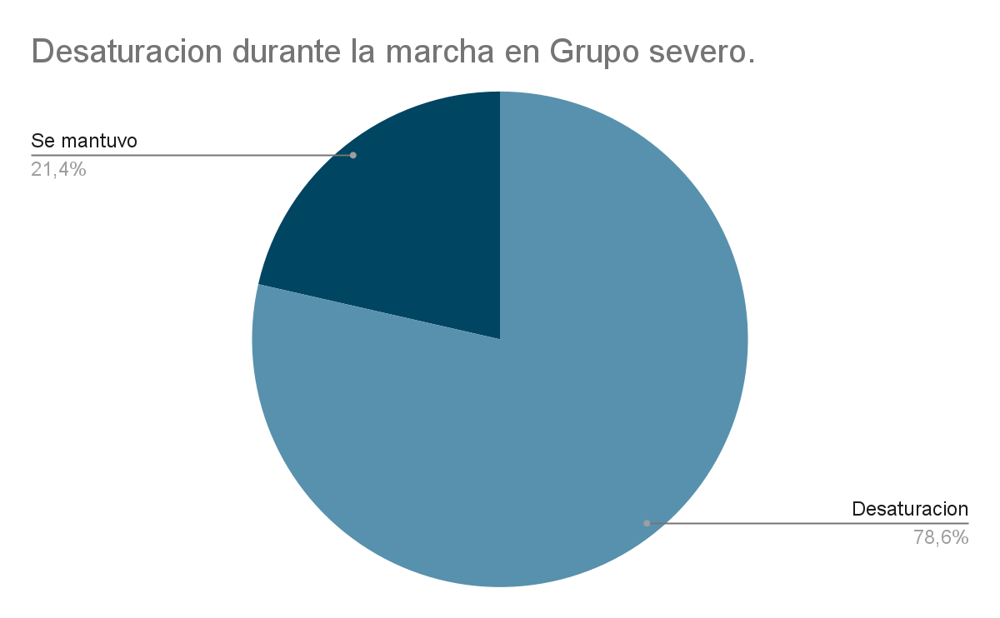 Desaturacion durante la marcha en Grupo severo.
Se mantuvo
21,4%
Desaturacion
78,6%